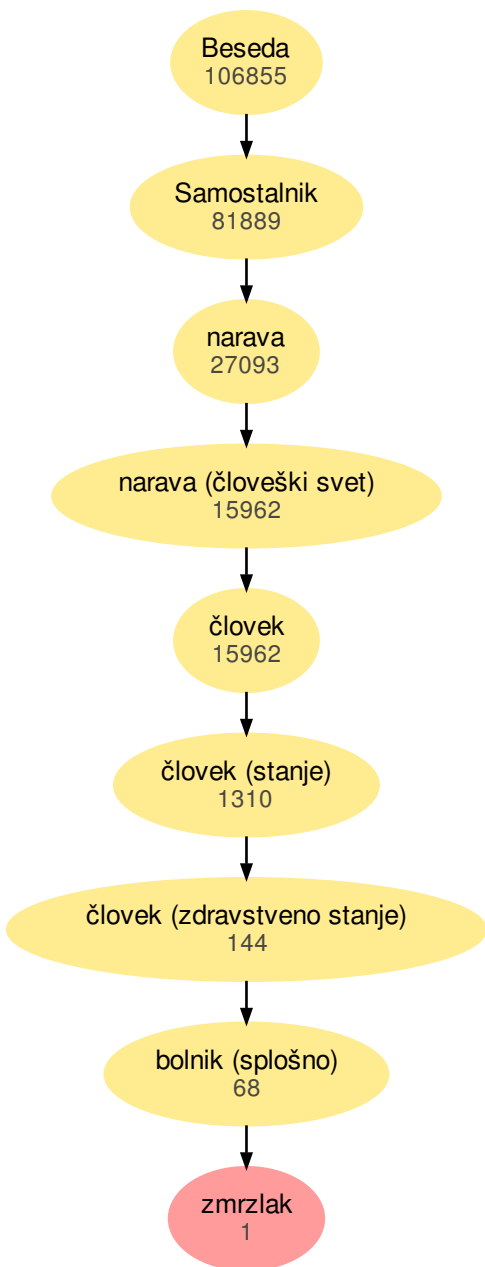 Beseda
106855
Samostalnik
81889
narava
27093
narava (človeški svet)
15962
človek
15962
človek (stanje)
1310
človek (zdravstveno stanje)
144
bolnik (splošno)
68
zmrzlak
1